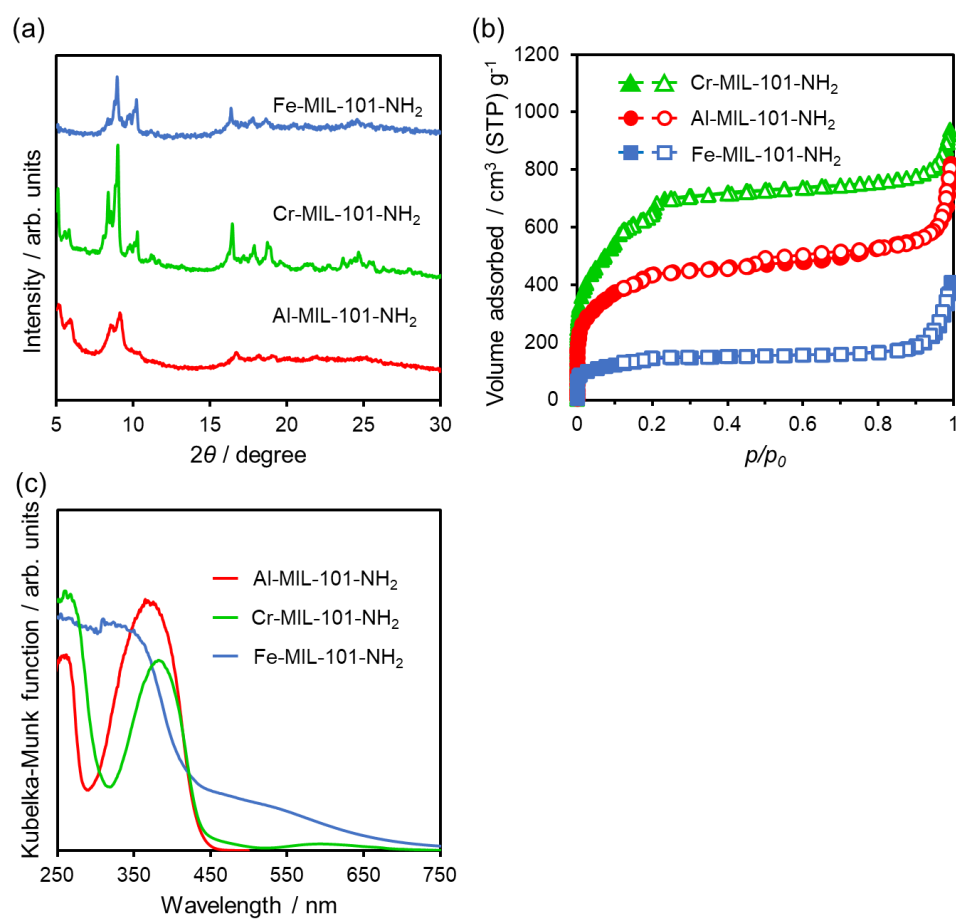 (a)
Fe-MIL-101-NH2
Cr-MIL-101-NH2
Al-MIL-101-NH2
Intensity / arb. units
5 10 15 20 25 30
2θ / degree
(b)
1200
1000
800
600
400
200
0
Cr-MIL-101-NH2
Al-MIL-101-NH2
Fe-MIL-101-NH2
Volume adsorbed / cm3 (STP) g-1
0 0.2 0.4 0.6 0.8 1
p/p0
(c)
Al-MIL-101-NH2
Cr-MIL-101-NH2
Fe-MIL-101-NH2
Kubelka-Munk function / arb. units
250 350 450 550 650 750
Wavelength / nm